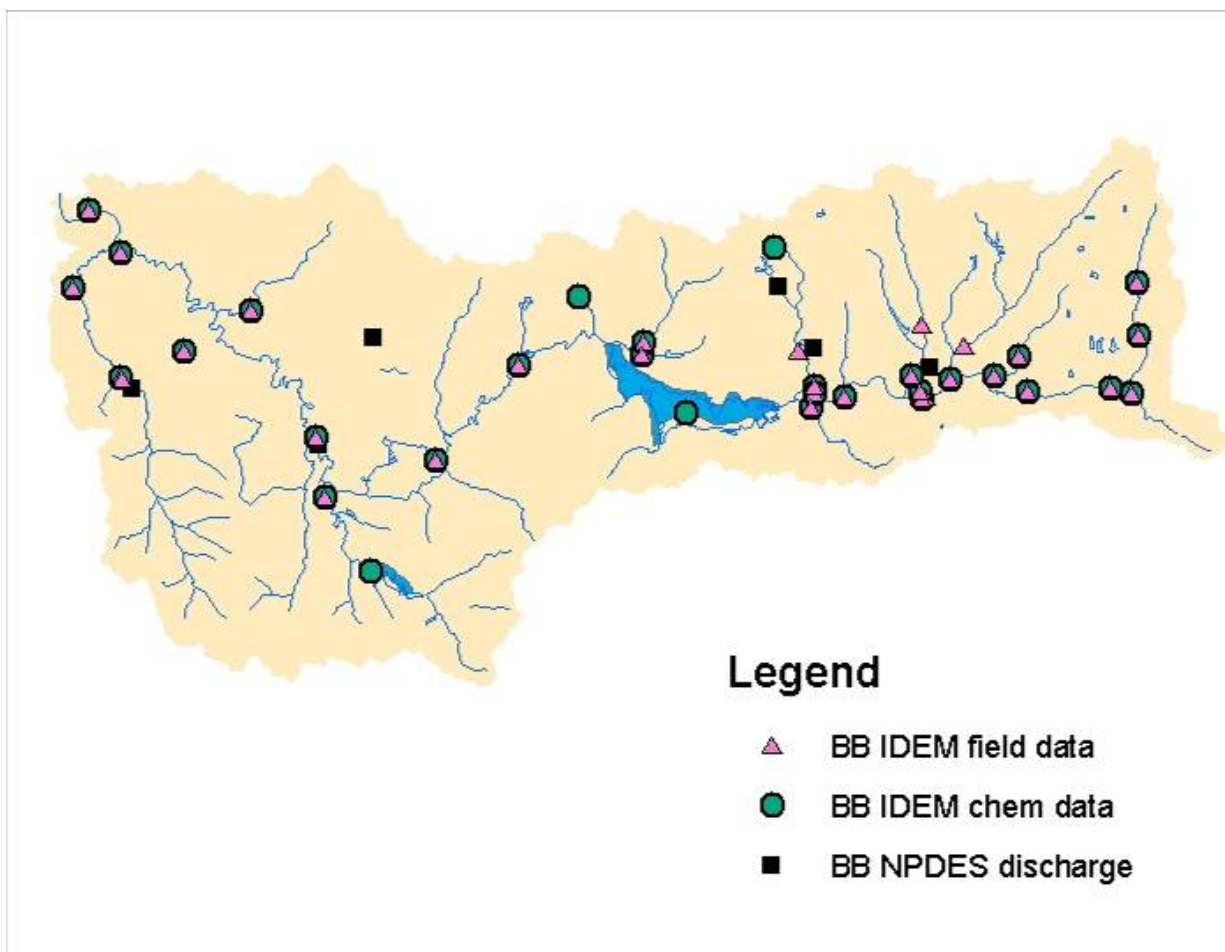 Legend
BB IDEM field data
BB IDEM chem data
BB NPDES discharge